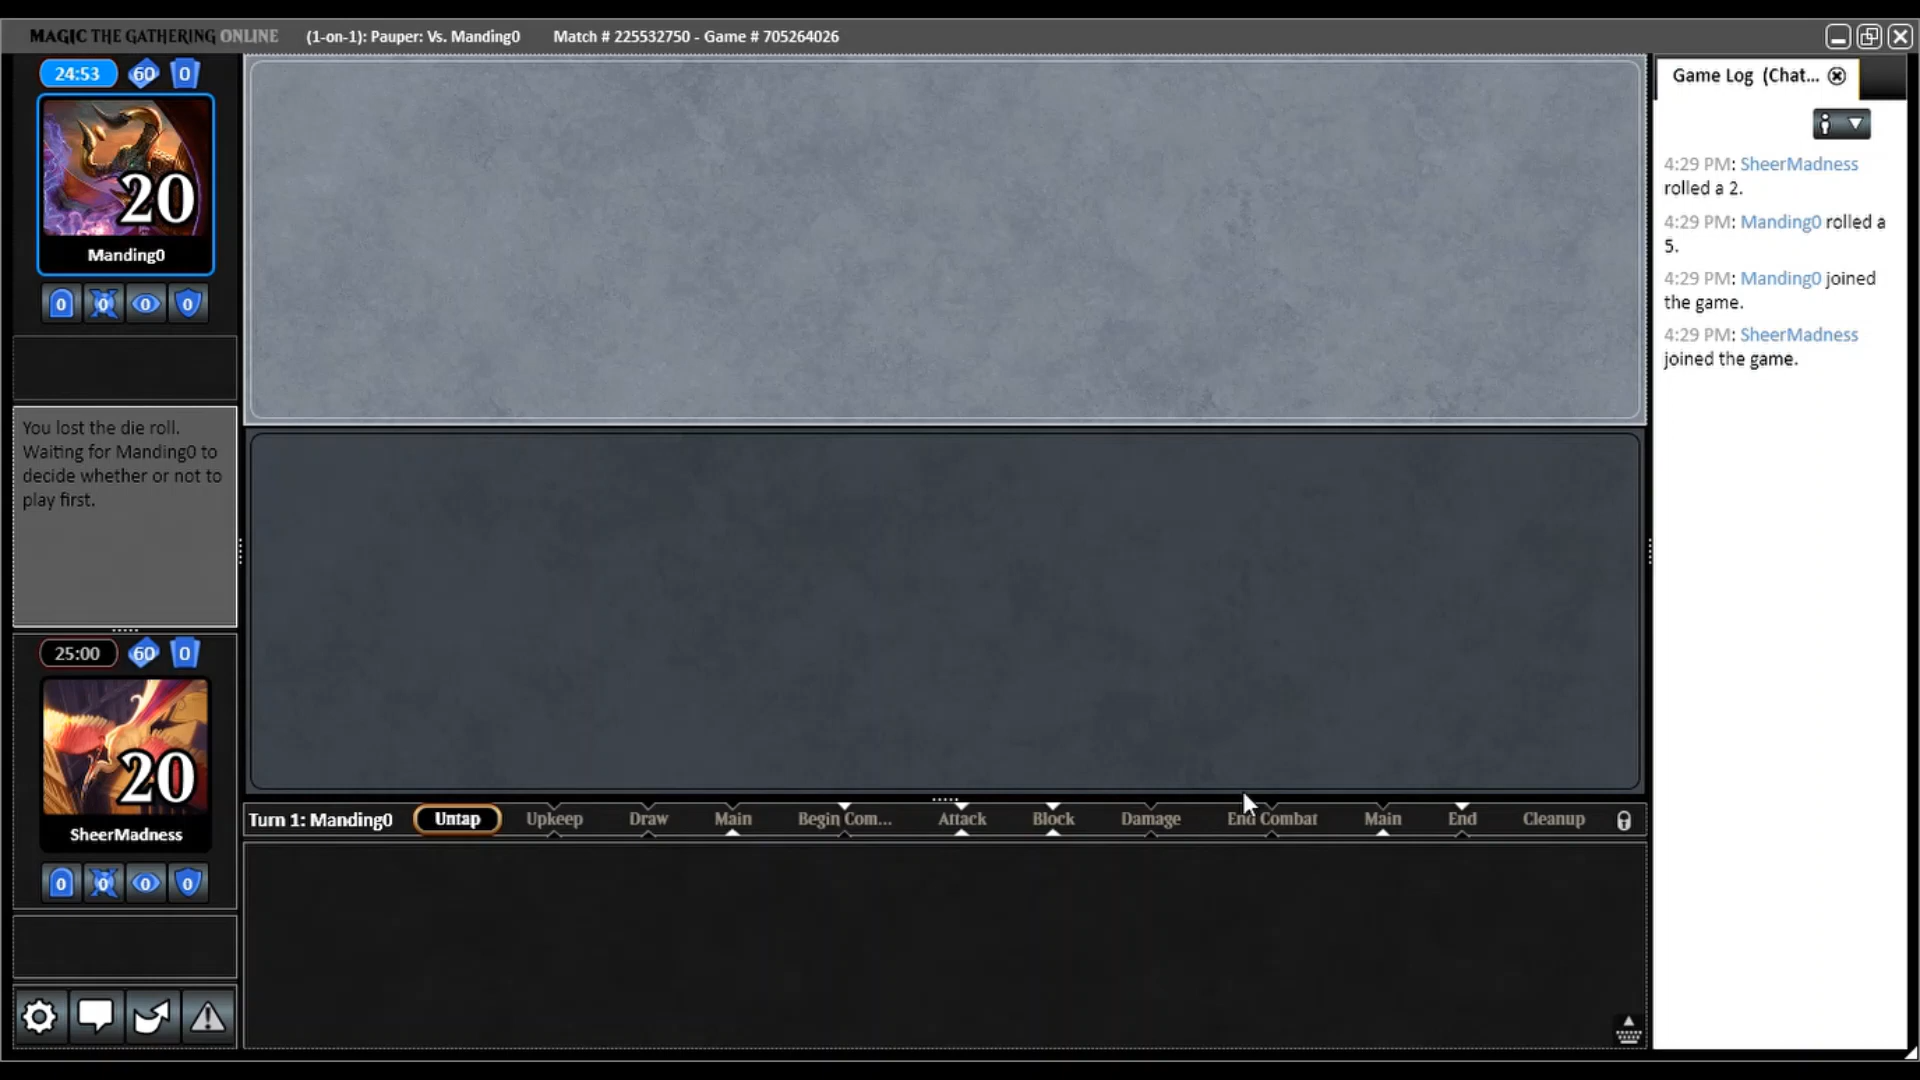 MAGIC THE GATHERING ONLINE (1-on-1): Pauper: Vs. Manding0 Match # 225532750 - Game # 705264026
24:53 60 0
20
Manding0
0 0 0 0
You lost the die roll.
Waiting for Manding0 to
decide whether or not to
play first.
25:00 60 0
20
SheerMadness
0 0 0 0
Turn 1: Manding0 Untap Upkeep Draw Main Begin Com... Attack Block Damage End Combat Main End Cleanup
Game Log (Chat...
4:29 PM: SheerMadness
rolled a 2.
4:29 PM: Manding0 rolled a
5.
4:29 PM: Manding0 joined
the game.
4:29 PM: SheerMadness
joined the game.